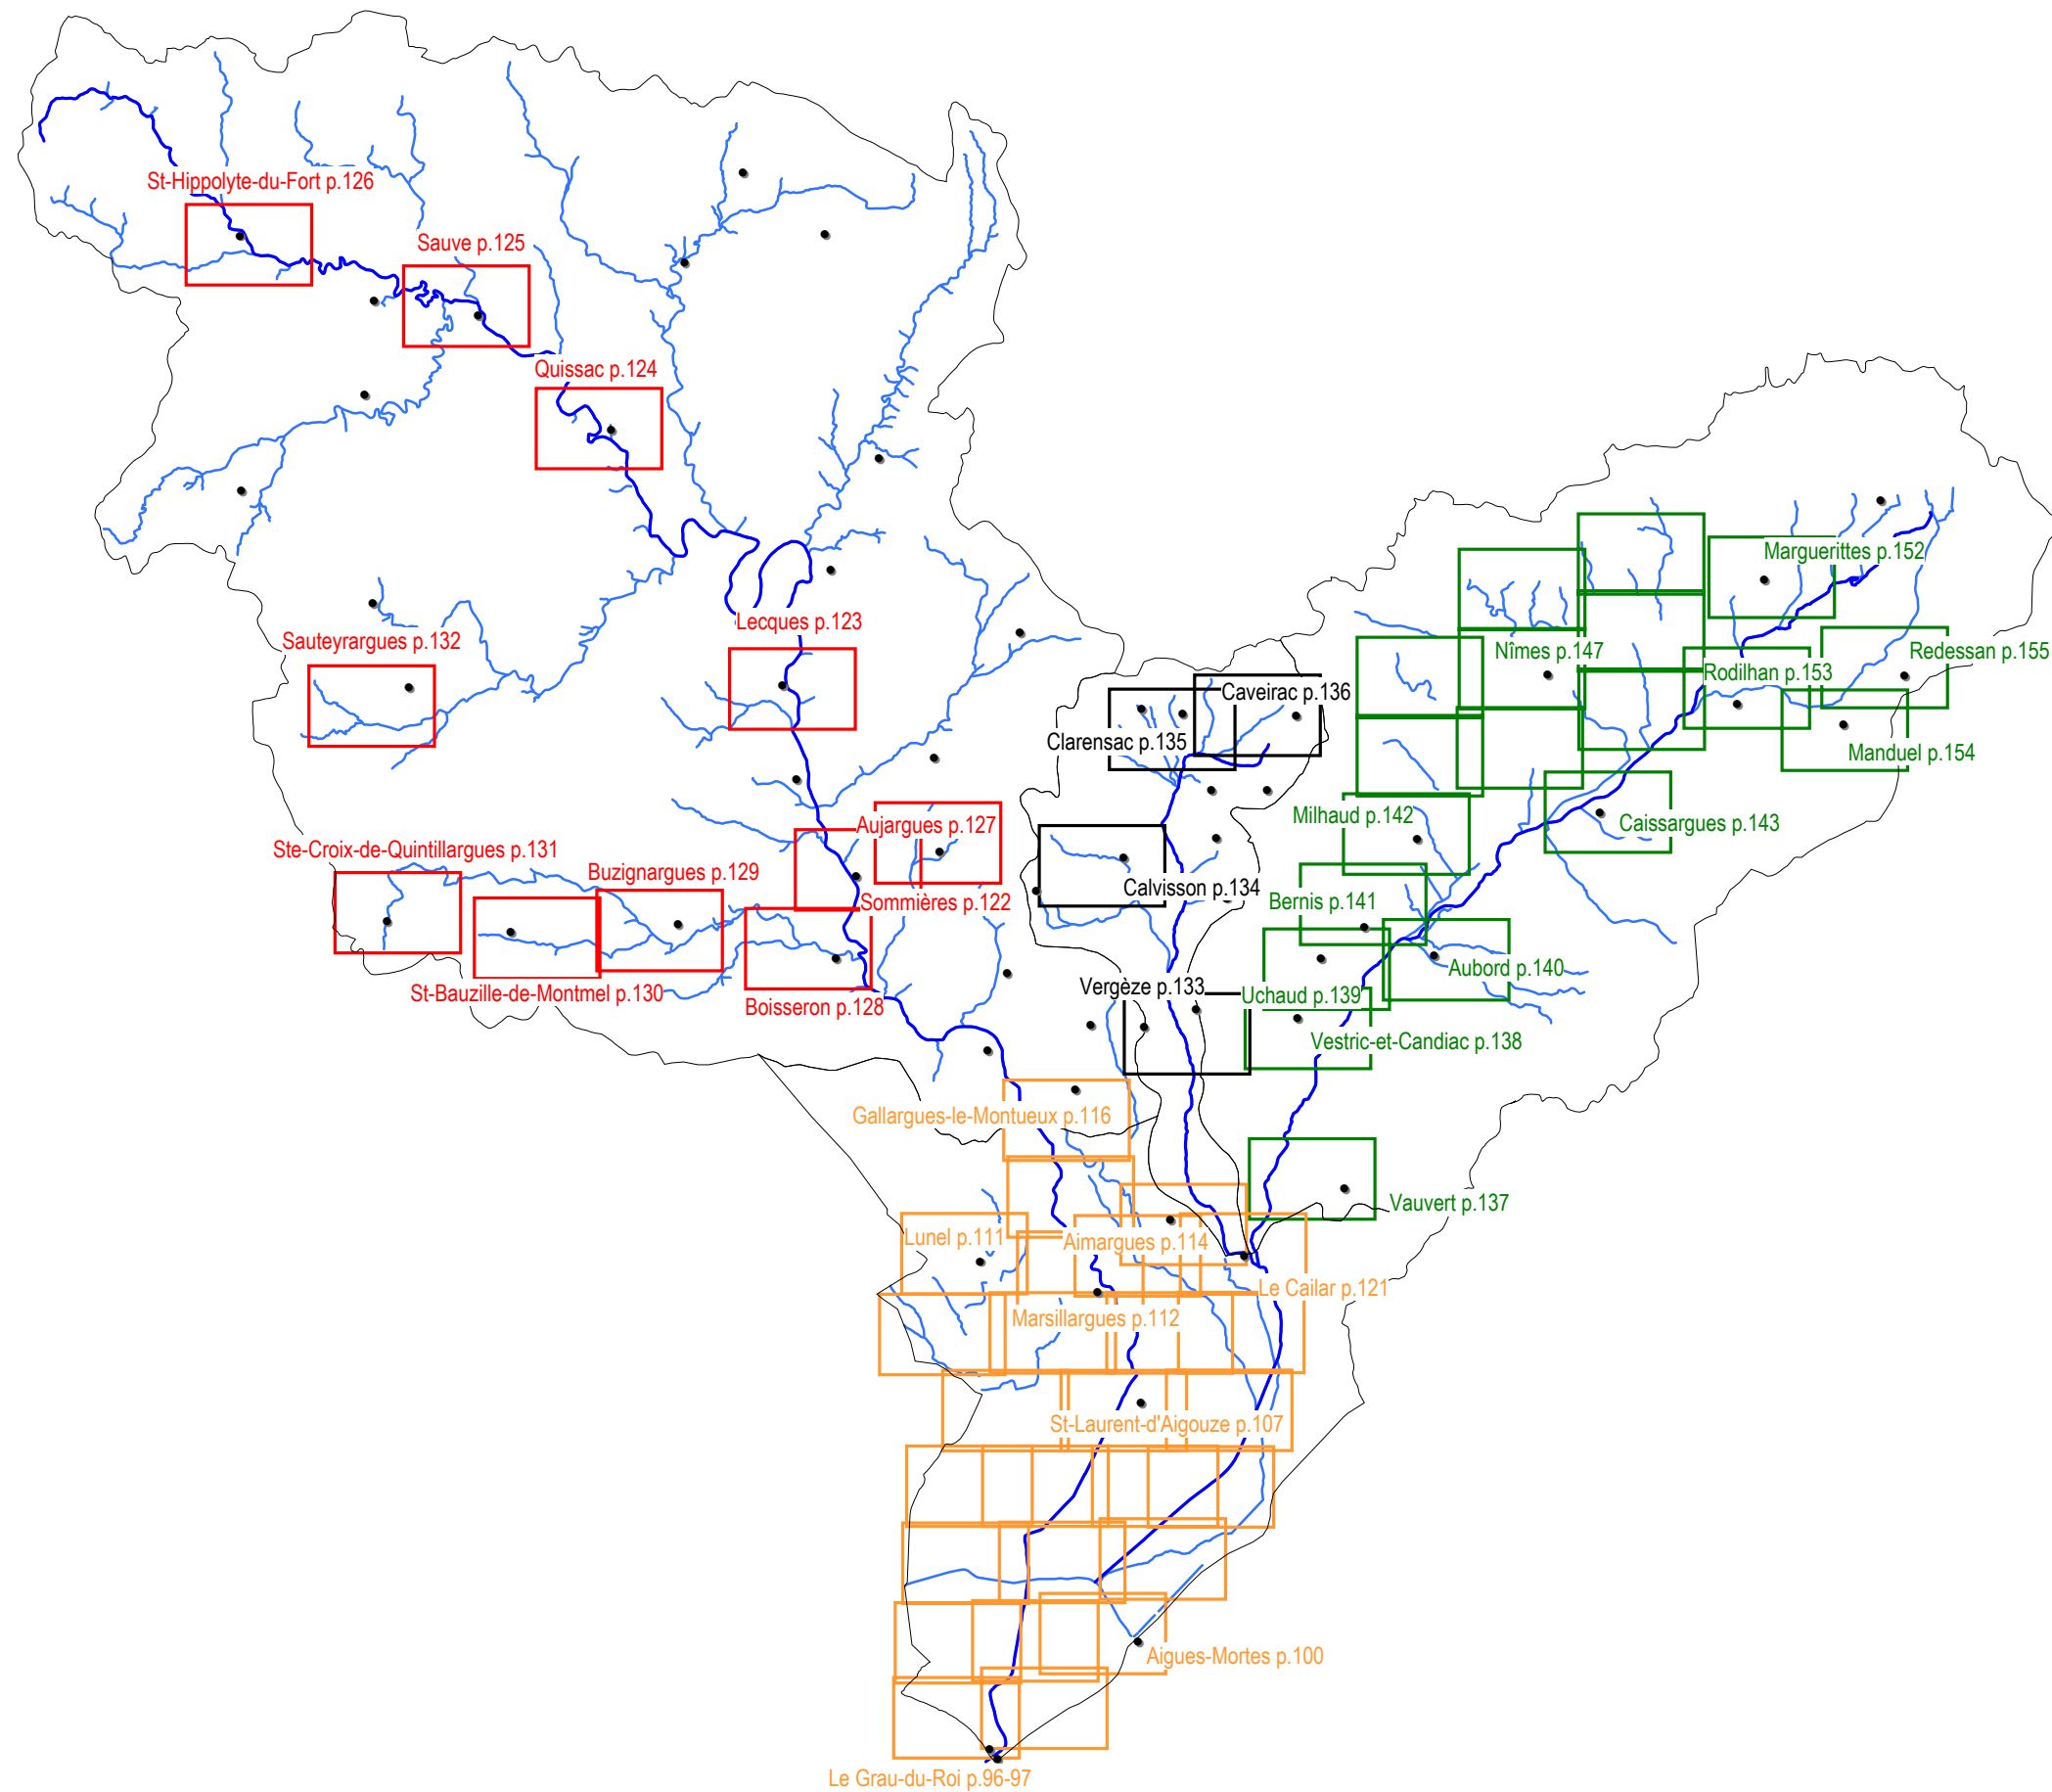 St-Hippolyte-du-Fort p.126
Sauve p.125
Quissac p.124
Marguerittes p.152
Lecques p.123
Sauteyrargues p.132
Nîmes p.147
Redessan p.155
Rodilhan p.153
Caveirac p.136
Clarensac p.135
Manduel p.154
Milhaud p.142
Caissargues p.143
Aujargues p.127
Ste-Croix-de-Quintillargues p.131
Buzignargues p.129
Calvisson p.134
Sommières p.122
Bernis p.141
Aubord p.140
Vergèze p.133
St-Bauzille-de-Montmel p.130
Uchaud p.139
Boisseron p.128
Vestric-et-Candiac p.138
Gallargues-le-Montueux p.116
Vauvert p.137
Lunel p.111
Aimargues p.114
Le Cailar p.121
Marsillargues p.112
St-Laurent-d'Aigouze p.107
Aigues-Mortes p.100
Le Grau-du-Roi p.96-97